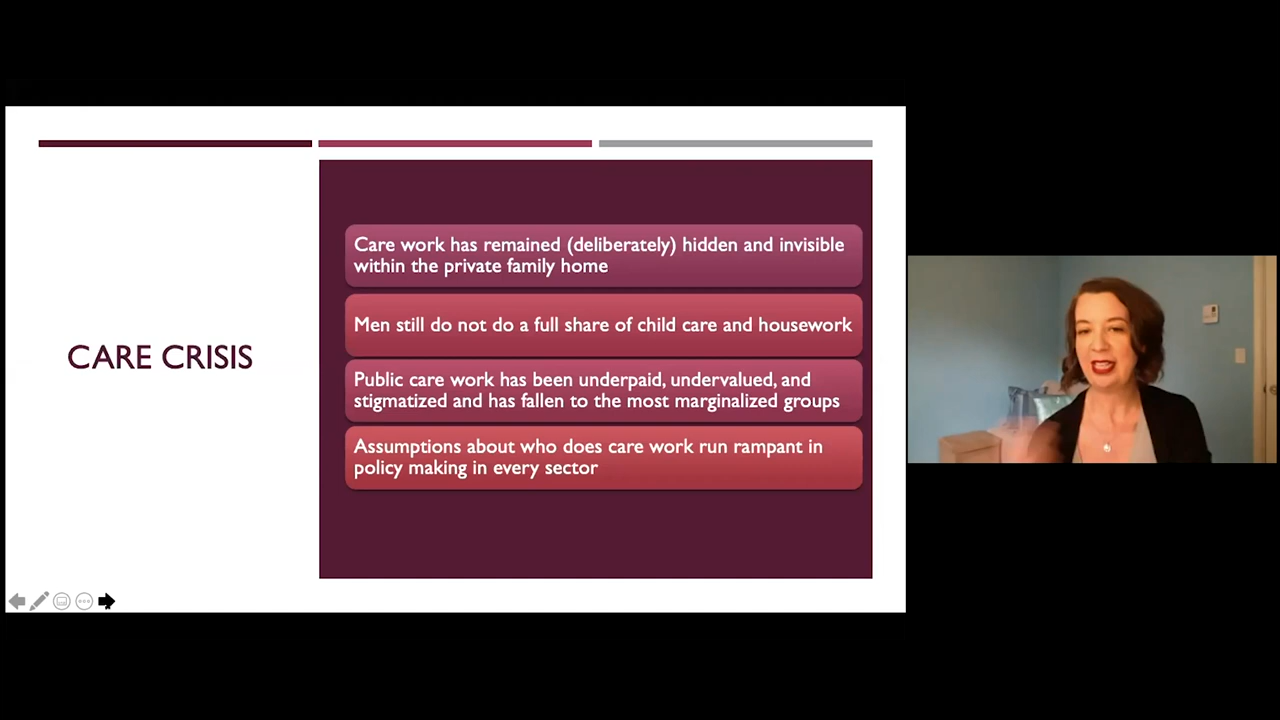 CARE CRISIS
Care work has remained (deliberately) hidden and invisible
within the private family home
Men still do not do a full share of child care and housework
Public care work has been underpaid, undervalued, and
stigmatized and has fallen to the most marginalized groups
Assumptions about who does care work run rampant in
policy making in every sector